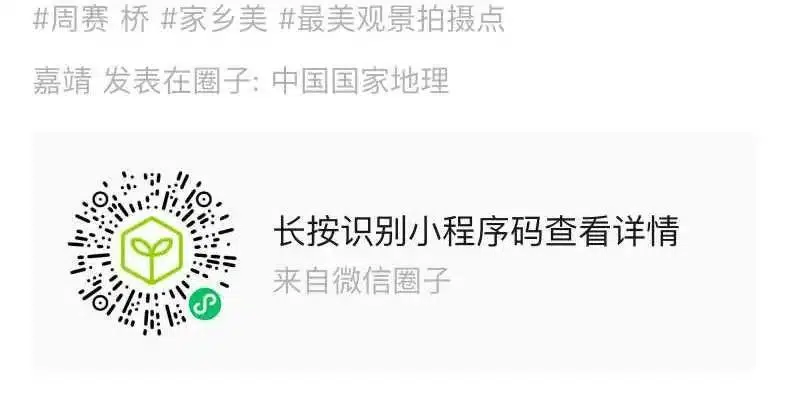 #周赛 桥 #家乡美 #最美观景拍摄点
嘉靖 发表在圈子: 中国国家地理
长按识别小程序码查看详情
来自微信圈子